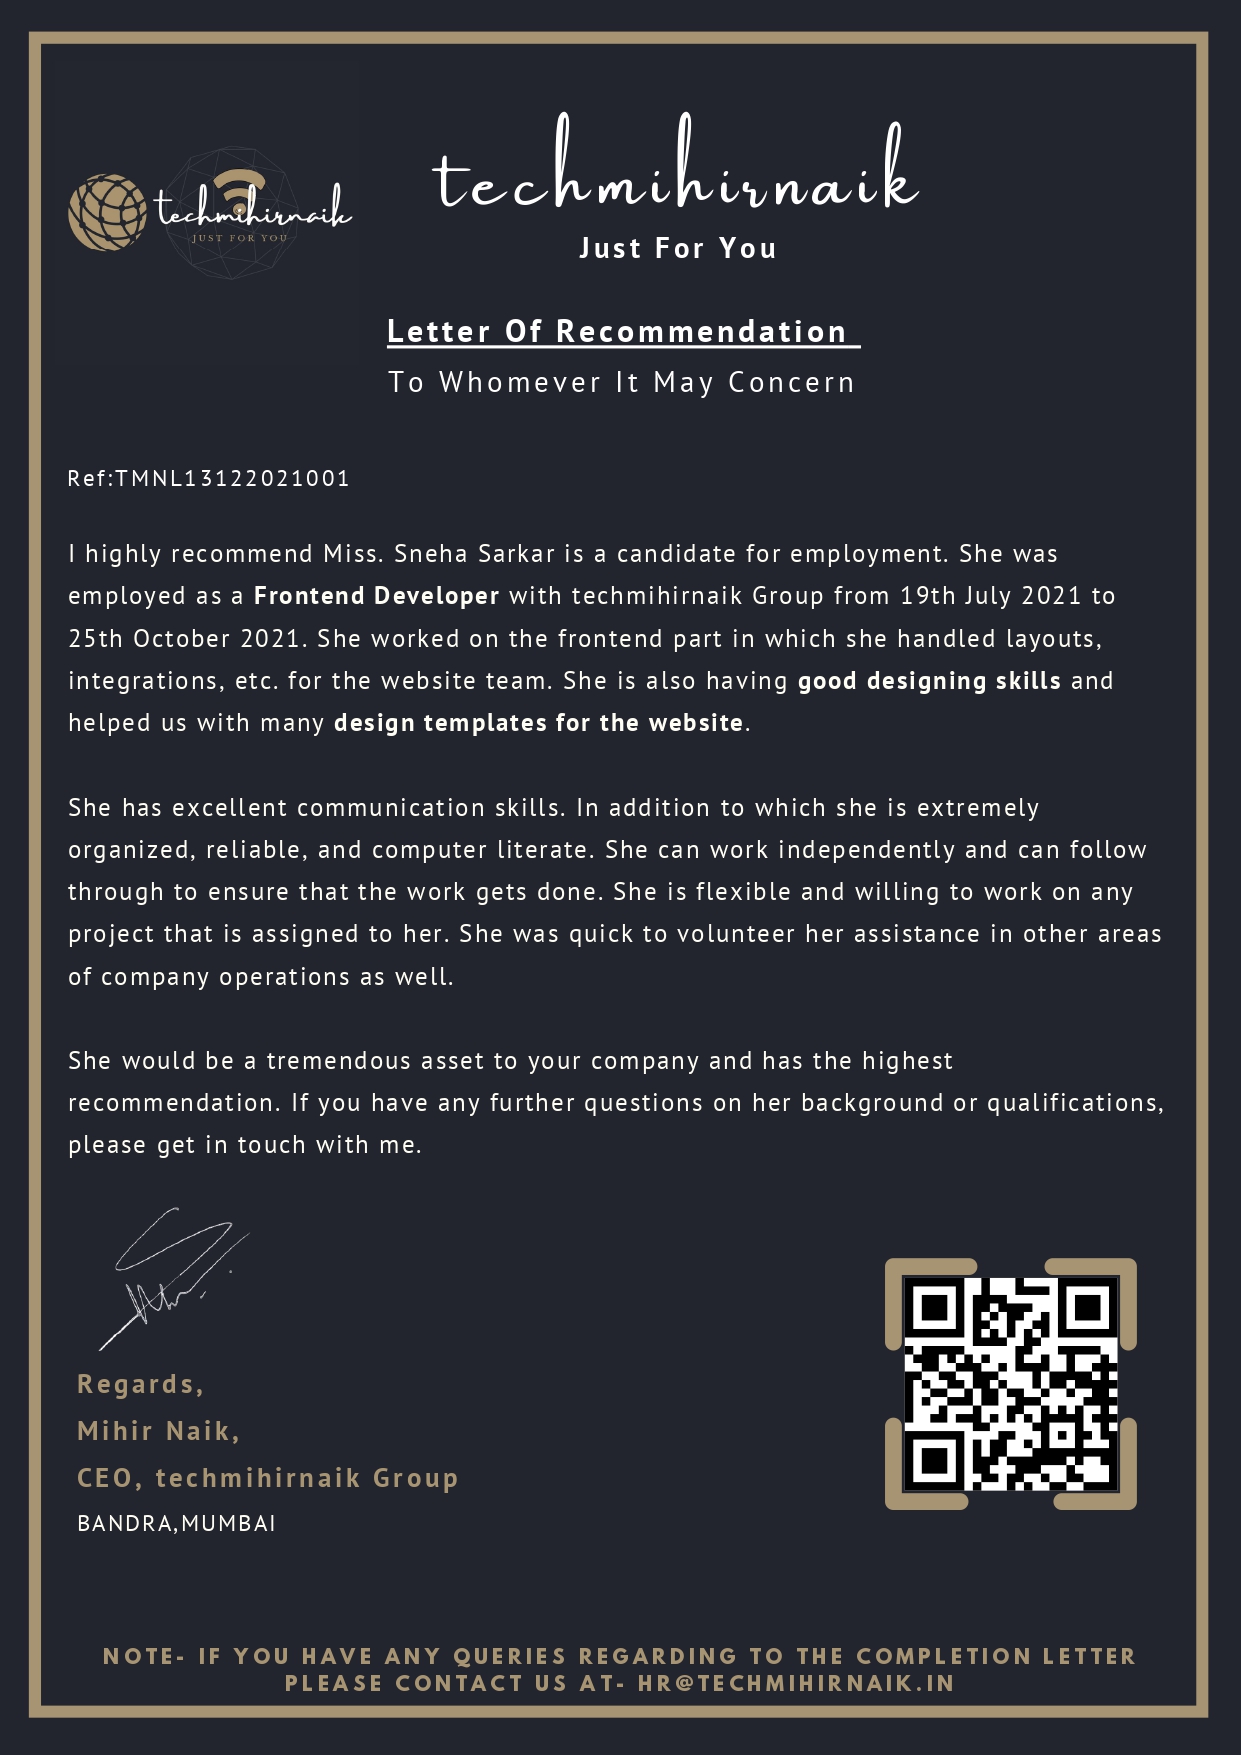 techmihirnaik
JUST FOR YOU
techmihirnaik
Just For You
Letter Of Recommendation
To Whomever It May Concern
Ref:TMNL13122021001
I highly recommend Miss. Sneha Sarkar is a candidate for employment. She was
employed as a Frontend Developer with techmihirnaik Group from 19th July 2021 to
25th October 2021. She worked on the frontend part in which she handled layouts,
integrations, etc. for the website team. She is also having good designing skills and
helped us with many design templates for the website.
She has excellent communication skills. In addition to which she is extremely
organized, reliable, and computer literate. She can work independently and can follow
through to ensure that the work gets done. She is flexible and willing to work on any
project that is assigned to her. She was quick to volunteer her assistance in other areas
of company operations as well.
She would be a tremendous asset to your company and has the highest
recommendation. If you have any further questions on her background or qualifications,
please get in touch with me.
Regards,
Mihir Naik,
CEO, techmihirnaik Group
BANDRA,MUMBAI
NOTE- IF YOU HAVE ANY QUERIES REGARDING TO THE COMPLETION LETTER
PLEASE CONTACT US AT- HR@TECHMIHIRNAIK.IN